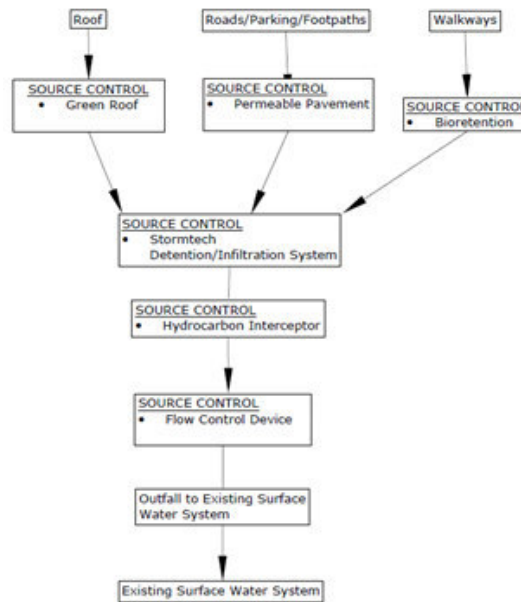 Roof
Roads/Parking/Footpaths
Walkways
SOURCE CONTROL
• Green Roof
SOURCE CONTROL
• Permeable Pavement
SOURCE CONTROL
• Bioretention
SOURCE CONTROL
• Stormtech
Detention/Infiltration System
SOURCE CONTROL
• Hydrocarbon Interceptor
SOURCE CONTROL
• Flow Control Device
Outfall to Existing Surface
Water System
Existing Surface Water System